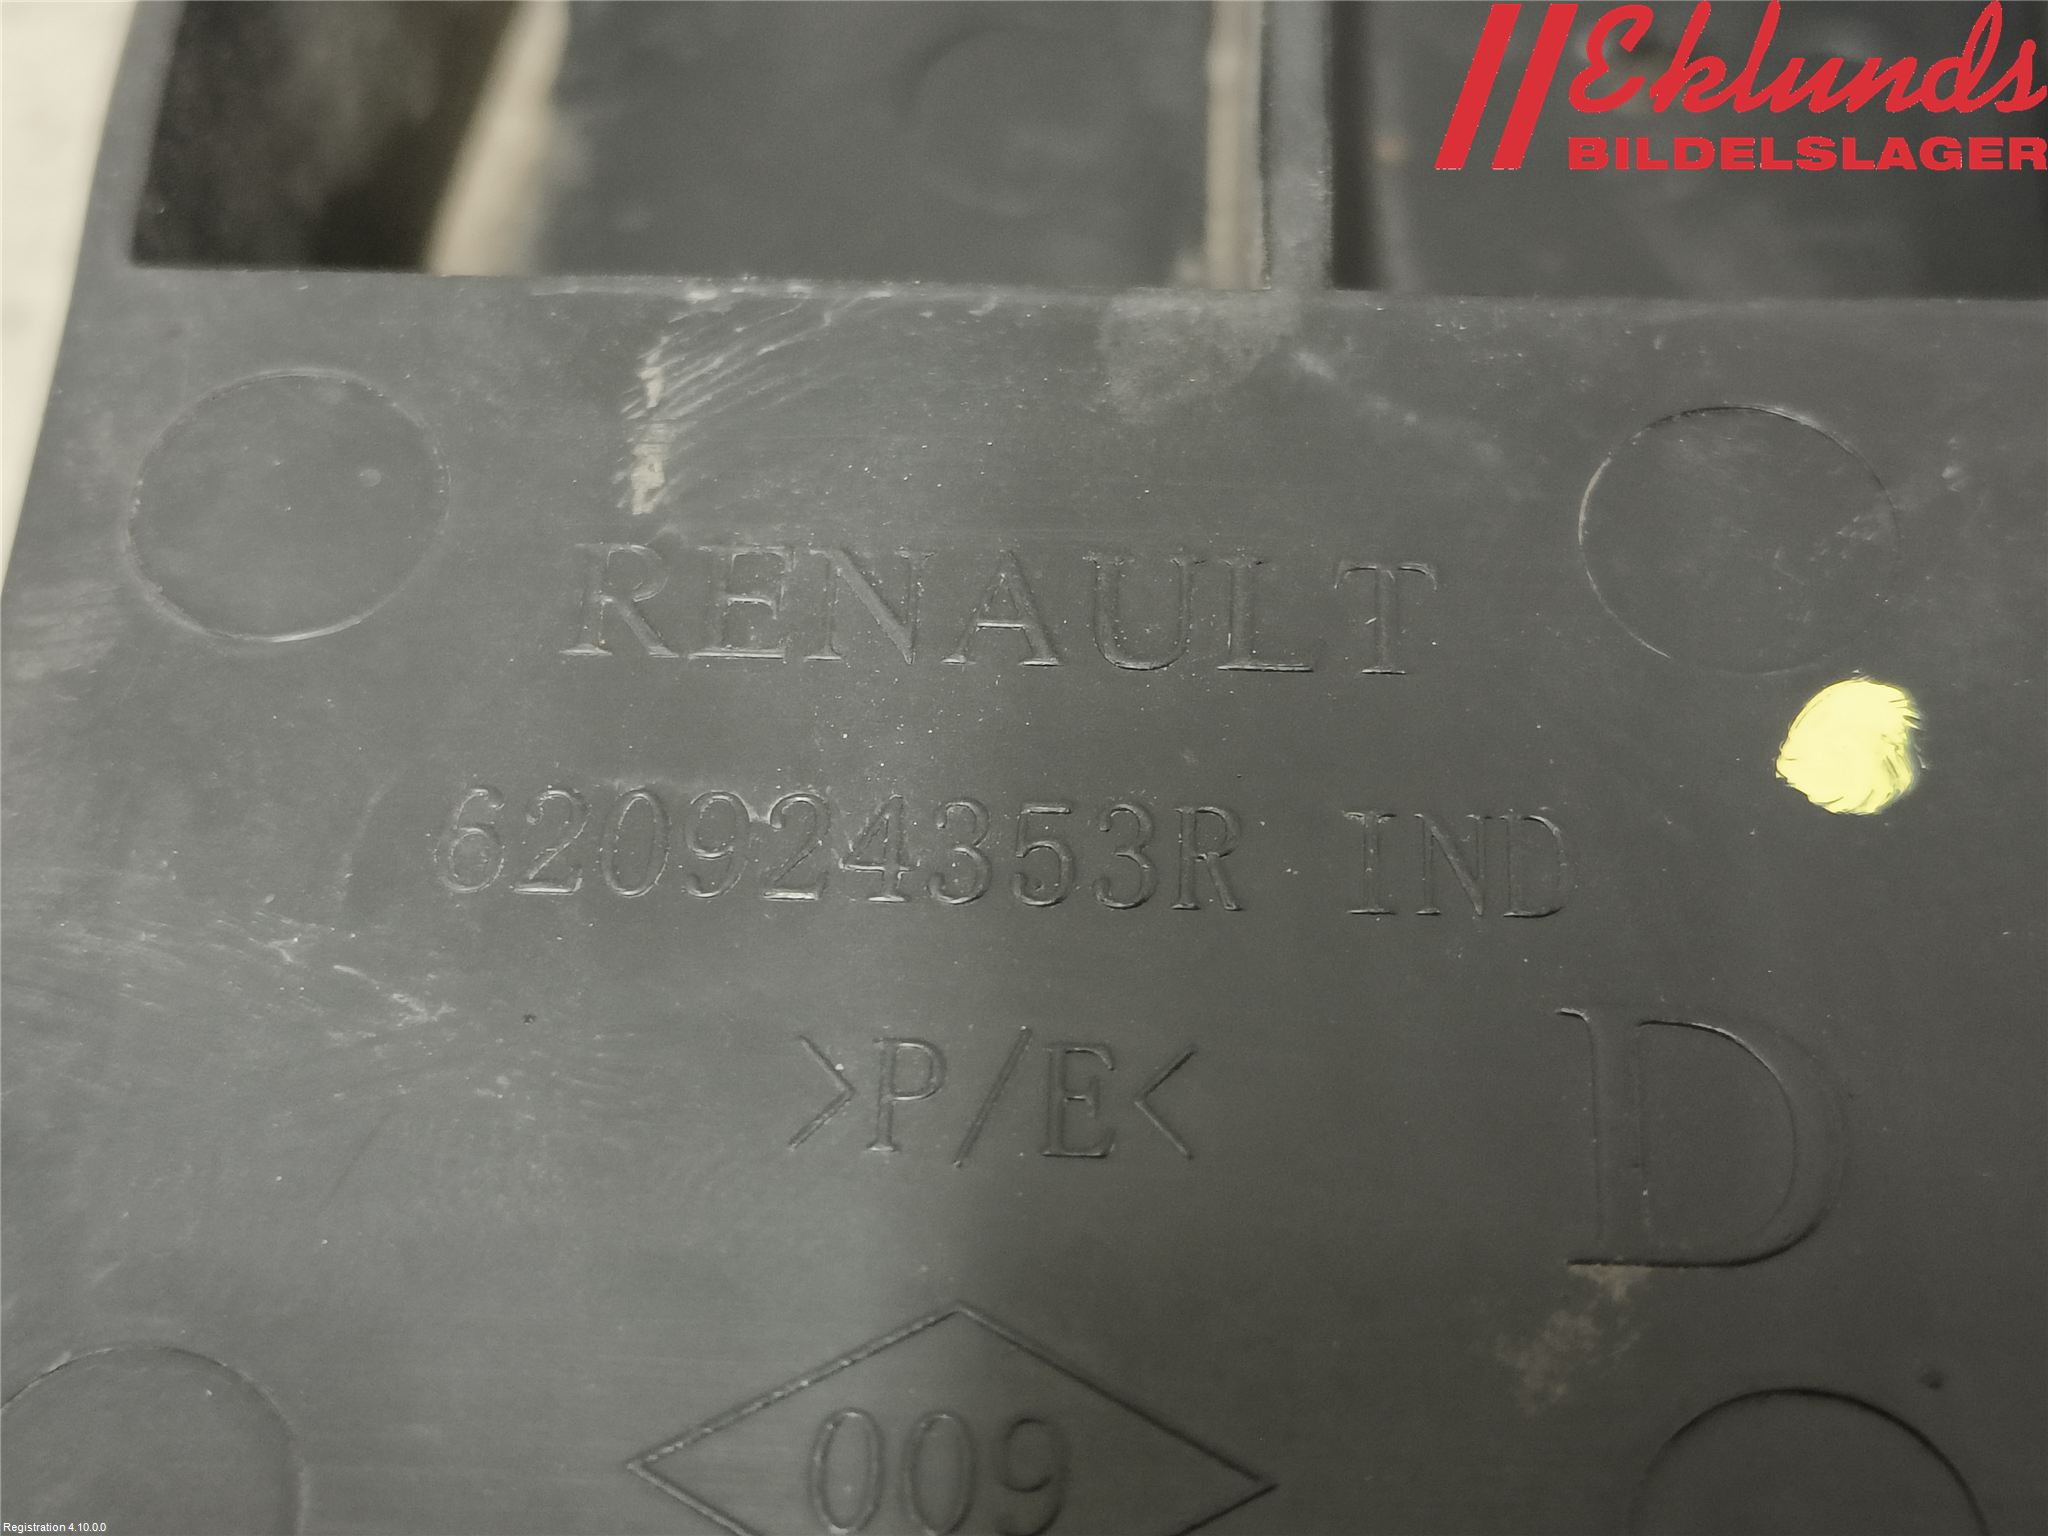 Eklunds
BILDELSLAGER
RENAULT
620924353R IND
>P/E<
D
009
Registration 4.10.0.0